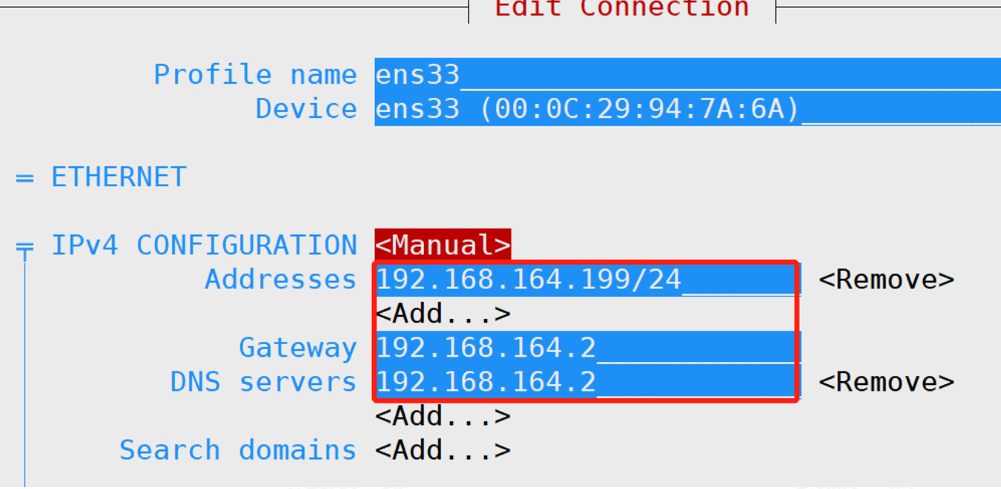 Edit Connection
Profile name ens33
Device ens33 (00:0C:29:94:7A:6A)
= ETHERNET
IPv4 CONFIGURATION <Manual>
Addresses 192.168.164.199/24 <Remove>
<Add...>
Gateway 192.168.164.2
DNS servers 192.168.164.2 <Remove>
<Add...>
Search domains <Add...>